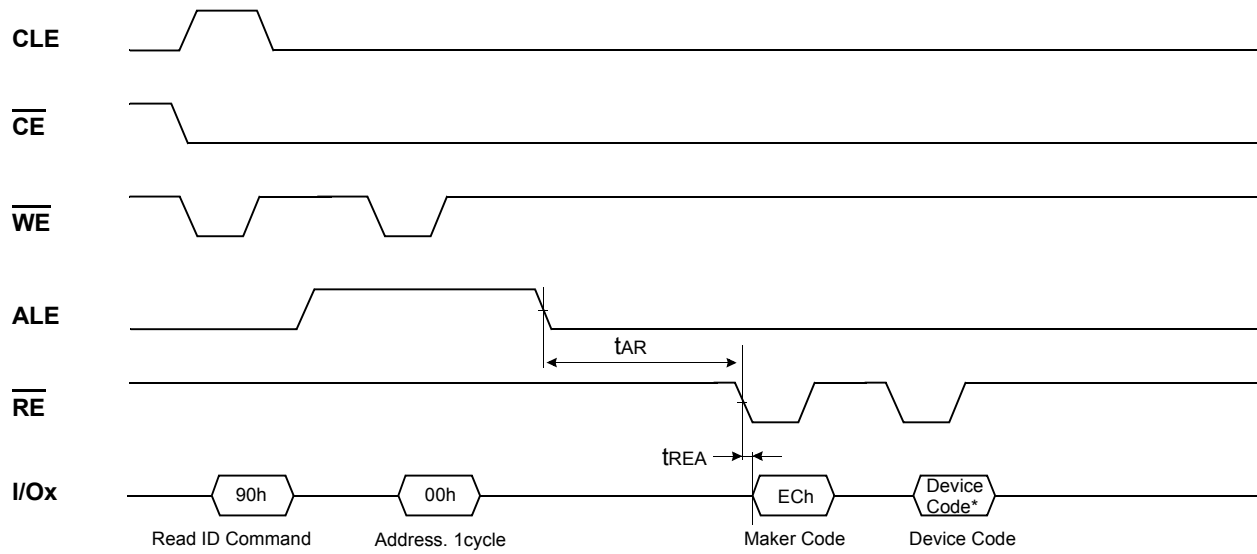 CLE
CE
WE
ALE
tAR
RE
tREA
I/Ox
90h
00h
ECh
Device
Code*
Read ID Command
Address. 1cycle
Maker Code
Device Code